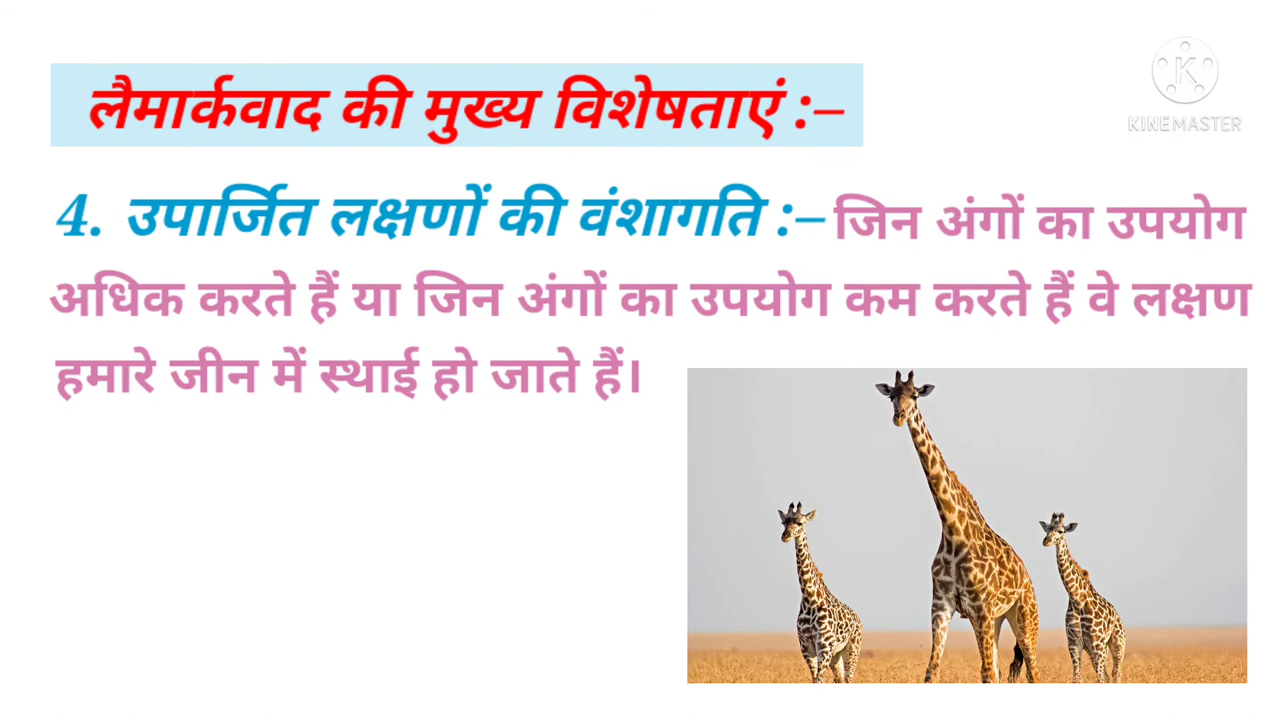 लैमार्कवाद की मुख्य विशेषताएं :–
KINEMASTER
4. उपार्जित लक्षणों की वंशागति :– जिन अंगों का उपयोग
अधिक करते हैं या जिन अंगों का उपयोग कम करते हैं वे लक्षण
हमारे जीन में स्थाई हो जाते हैं।